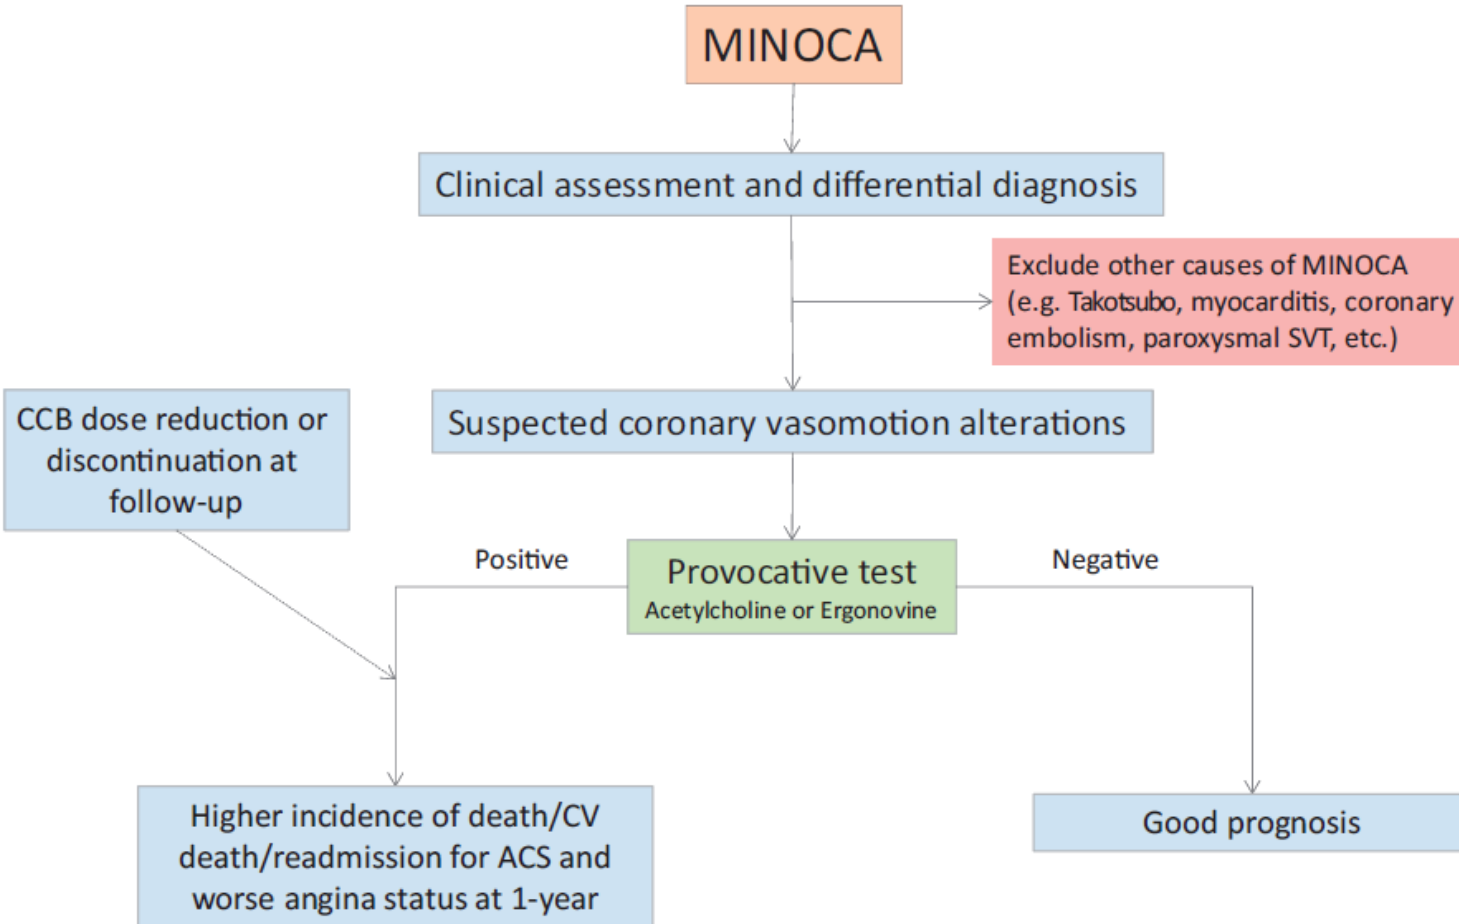 MINOCA
Clinical assessment and differential diagnosis
Exclude other causes of MINOCA
(e.g. Takotsubo, myocarditis, coronary
embolism, paroxysmal SVT, etc.)
CCB dose reduction or
discontinuation at
follow-up
Suspected coronary vasomotion alterations
Positive
Provocative test
Acetylcholine or Ergonovine
Negative
Higher incidence of death/CV
death/readmission for ACS and
worse angina status at 1-year
Good prognosis